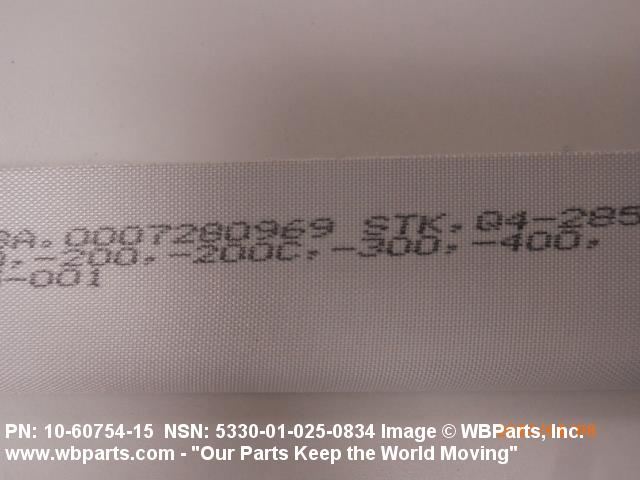 0007280969 STK, Q4-285
-200, -200C, -300, -400,
-001
PN: 10-60754-15 NSN: 5330-01-025-0834 Image © WBParts, Inc.
www.wbparts.com - "Our Parts Keep the World Moving"